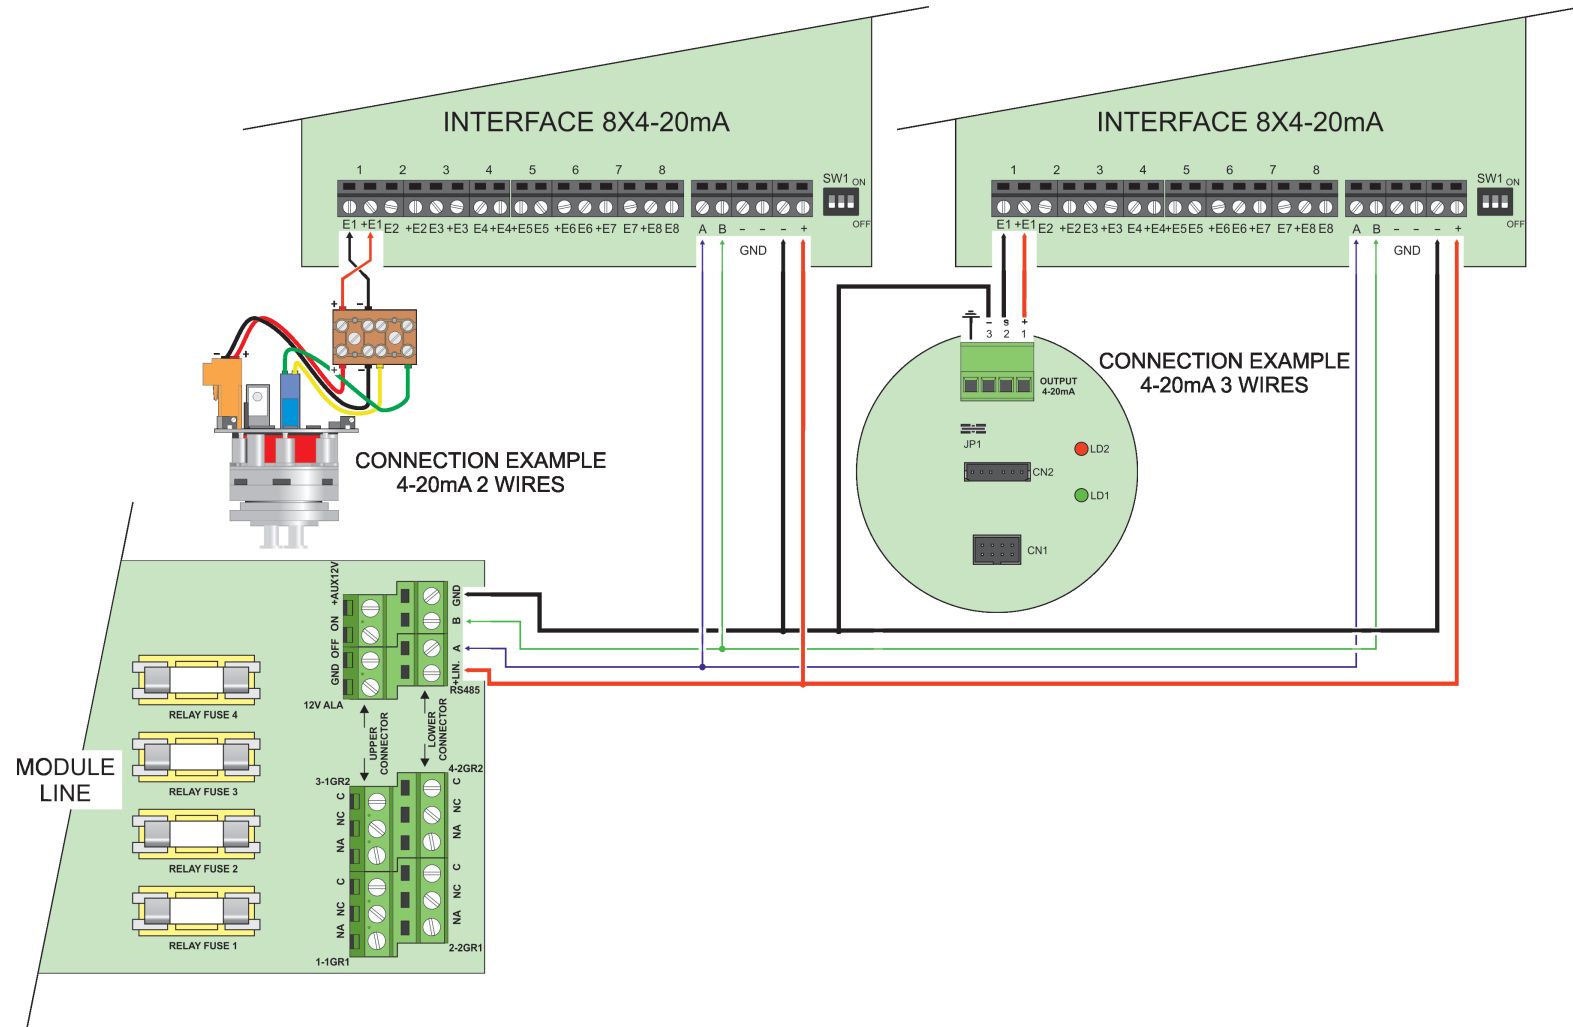 INTERFACE 8X4-20mA
1 2 3 4 5 6 7 8
SW1 ON
OFF
E1 +E1 E2 +E2 E3 +E3 E4 +E4 +E5 E5 +E6 E6 +E7 E7 +E8 E8
A B - - - +
GND
INTERFACE 8X4-20mA
1 2 3 4 5 6 7 8
SW1 ON
OFF
E1 +E1 E2 +E2 E3 +E3 E4 +E4 +E5 E5 +E6 E6 +E7 E7 +E8 E8
A B - - - +
GND
+ -
- +
+ -
CONNECTION EXAMPLE
4-20mA 2 WIRES
- S +
3 2 1
OUTPUT
4-20mA
CONNECTION EXAMPLE
4-20mA 3 WIRES
JP1
CN2
LD2
LD1
CN1
MODULE
LINE
RELAY FUSE 4
RELAY FUSE 3
RELAY FUSE 2
RELAY FUSE 1
+AUX12V
ON
OFF
GND
12V ALA
GND
B
A
+LIN.
RS485
UPPER
CONNECTOR
LOWER
CONNECTOR
3-1GR2
C
NC
NA
C
NC
NA
1-1GR1
4-2GR2
C
NC
NA
C
NC
NA
2-2GR1